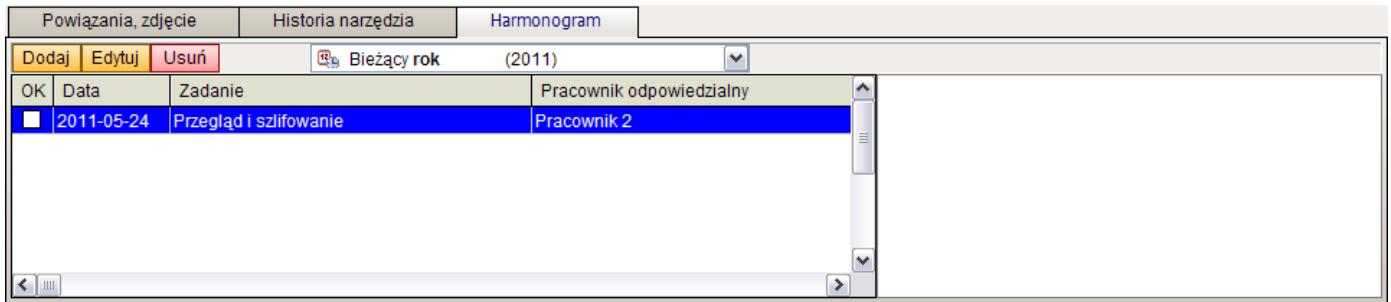 Powiązania, zdjęcie Historia narzędzia Harmonogram
Dodaj Edytuj Usuń Bieżący rok (2011)
OK Data Zadanie Pracownik odpowiedzialny
2011-05-24 Przegląd i szlifowanie Pracownik 2